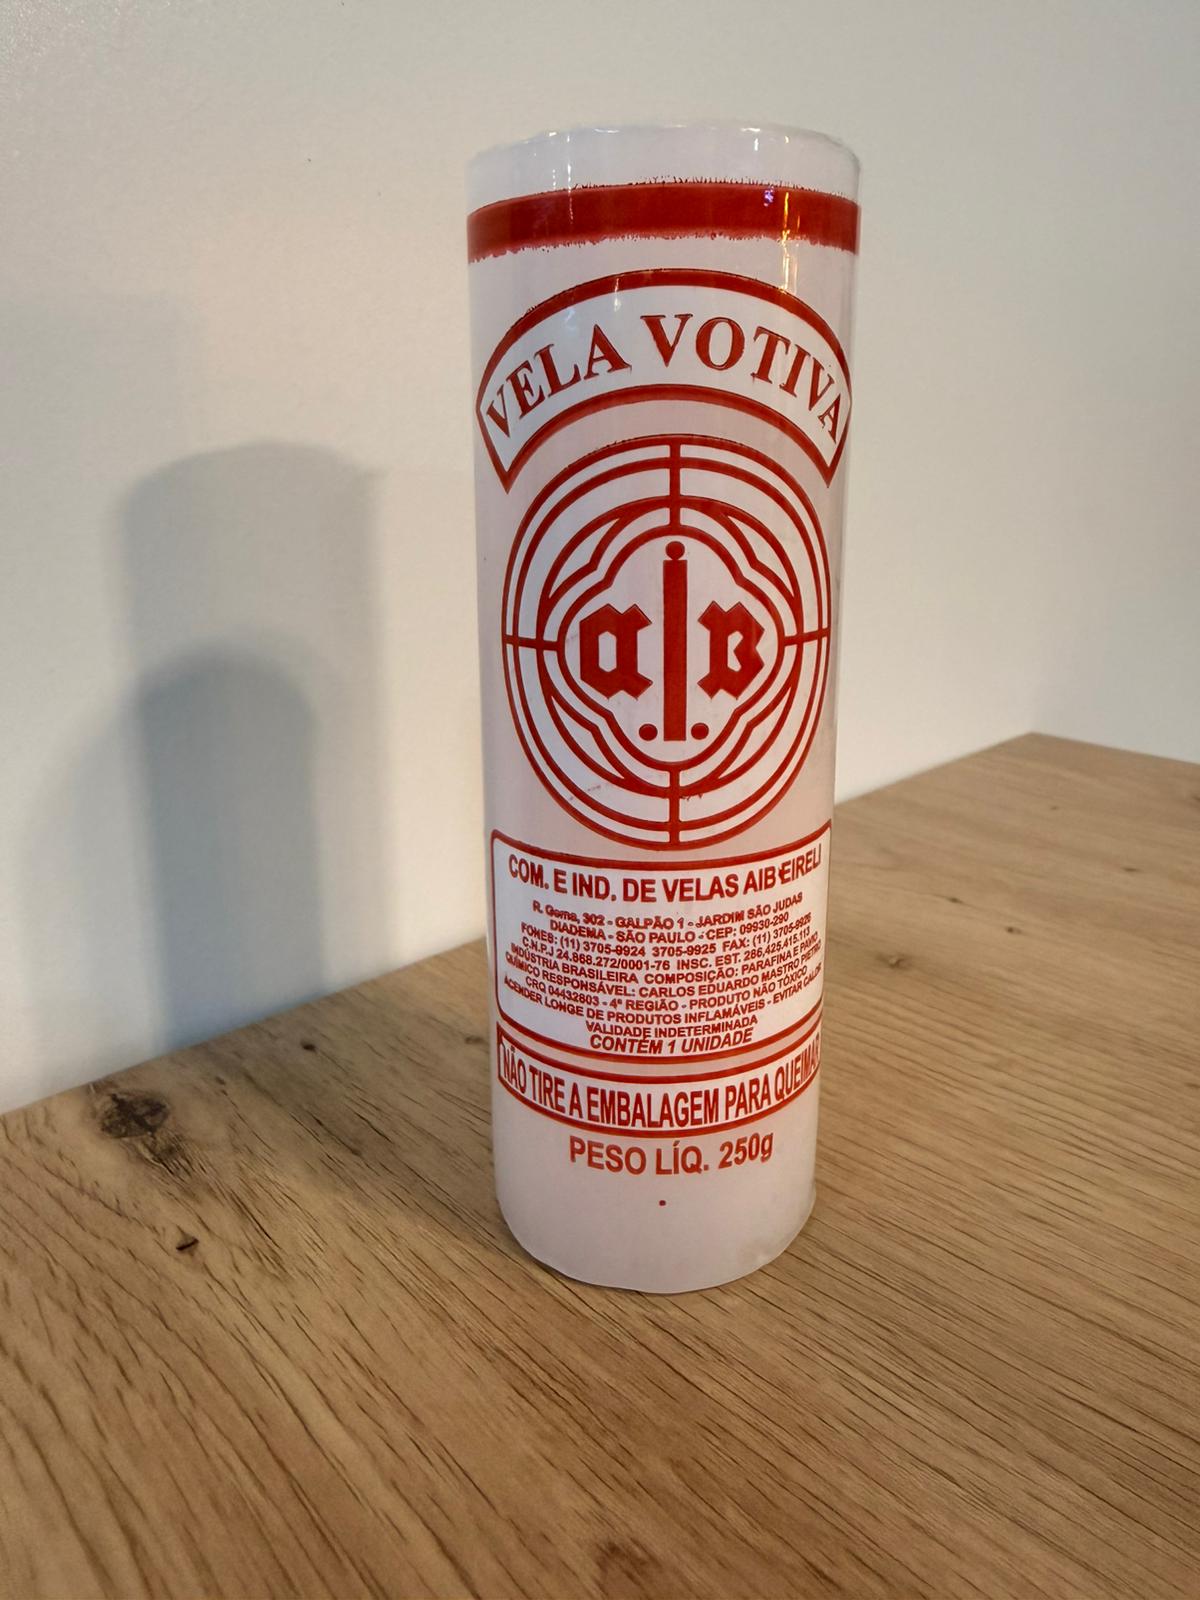 VELA VOTIVA
a B
COM. E IND. DE VELAS AIB EIRELI
R. Goma, 302 - GALPÃO 1 - JARDIM SÃO JUDAS
DIADEMA - SÃO PAULO - CEP: 09930-290
FONES: (11) 3705-9924 3705-9925 FAX: (11) 3705-9926
C.N.P.J 24.868.272/0001-76 INSC. EST. 286.425.415.113
INDÚSTRIA BRASILEIRA COMPOSIÇÃO: PARAFINA E PAVIO
QUÍMICO RESPONSÁVEL: CARLOS EDUARDO MASTRO PIETRO
CRQ 04432803 - 4ª REGIÃO - PRODUTO NÃO TÓXICO
ACENDER LONGE DE PRODUTOS INFLAMÁVEIS - EVITAR CALOR
VALIDADE INDETERMINADA
CONTÉM 1 UNIDADE
NÃO TIRE A EMBALAGEM PARA QUEIMAR
PESO LÍQ. 250g